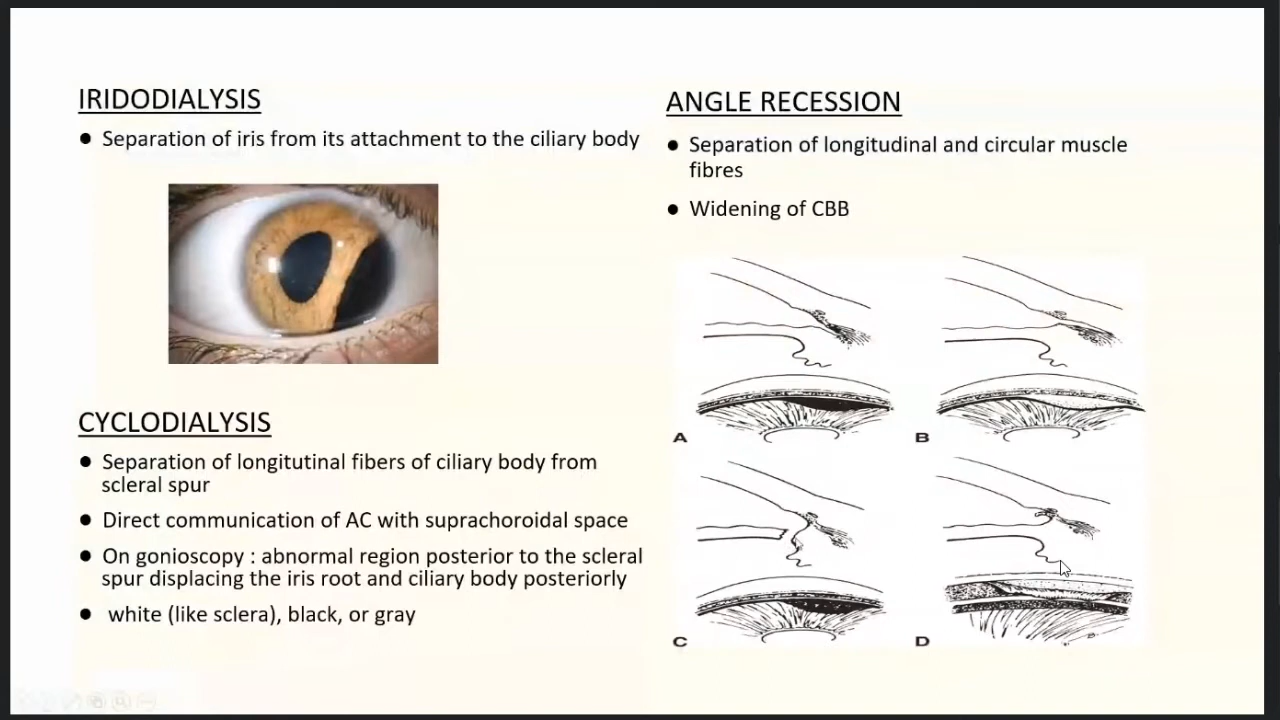 IRIDODIALYSIS
● Separation of iris from its attachment to the ciliary body
CYCLODIALYSIS
● Separation of longitutinal fibers of ciliary body from
scleral spur
● Direct communication of AC with suprachoroidal space
● On gonioscopy : abnormal region posterior to the scleral
spur displacing the iris root and ciliary body posteriorly
● white (like sclera), black, or gray
ANGLE RECESSION
● Separation of longitudinal and circular muscle
fibres
● Widening of CBB
A
B
C
D